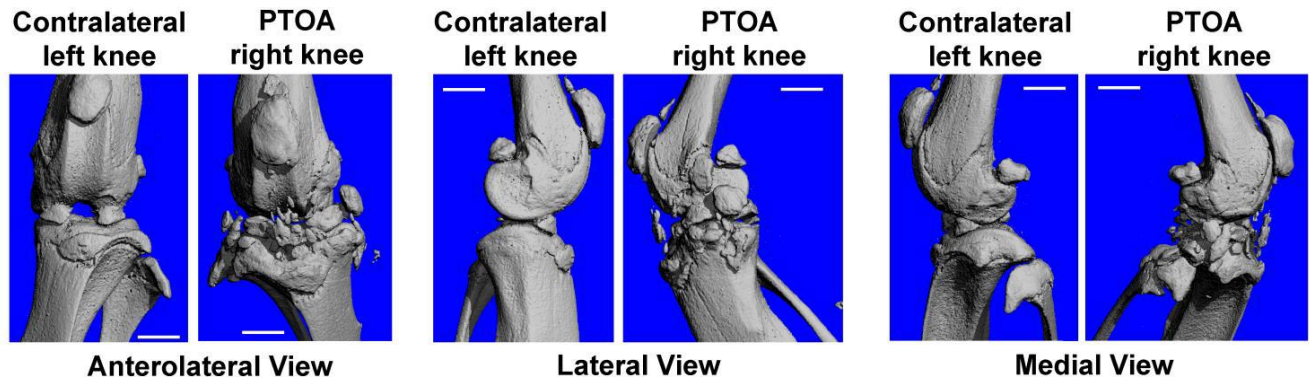 Contralateral
left knee
PTOA
right knee
Contralateral
left knee
PTOA
right knee
Contralateral
left knee
PTOA
right knee
Anterolateral View
Lateral View
Medial View